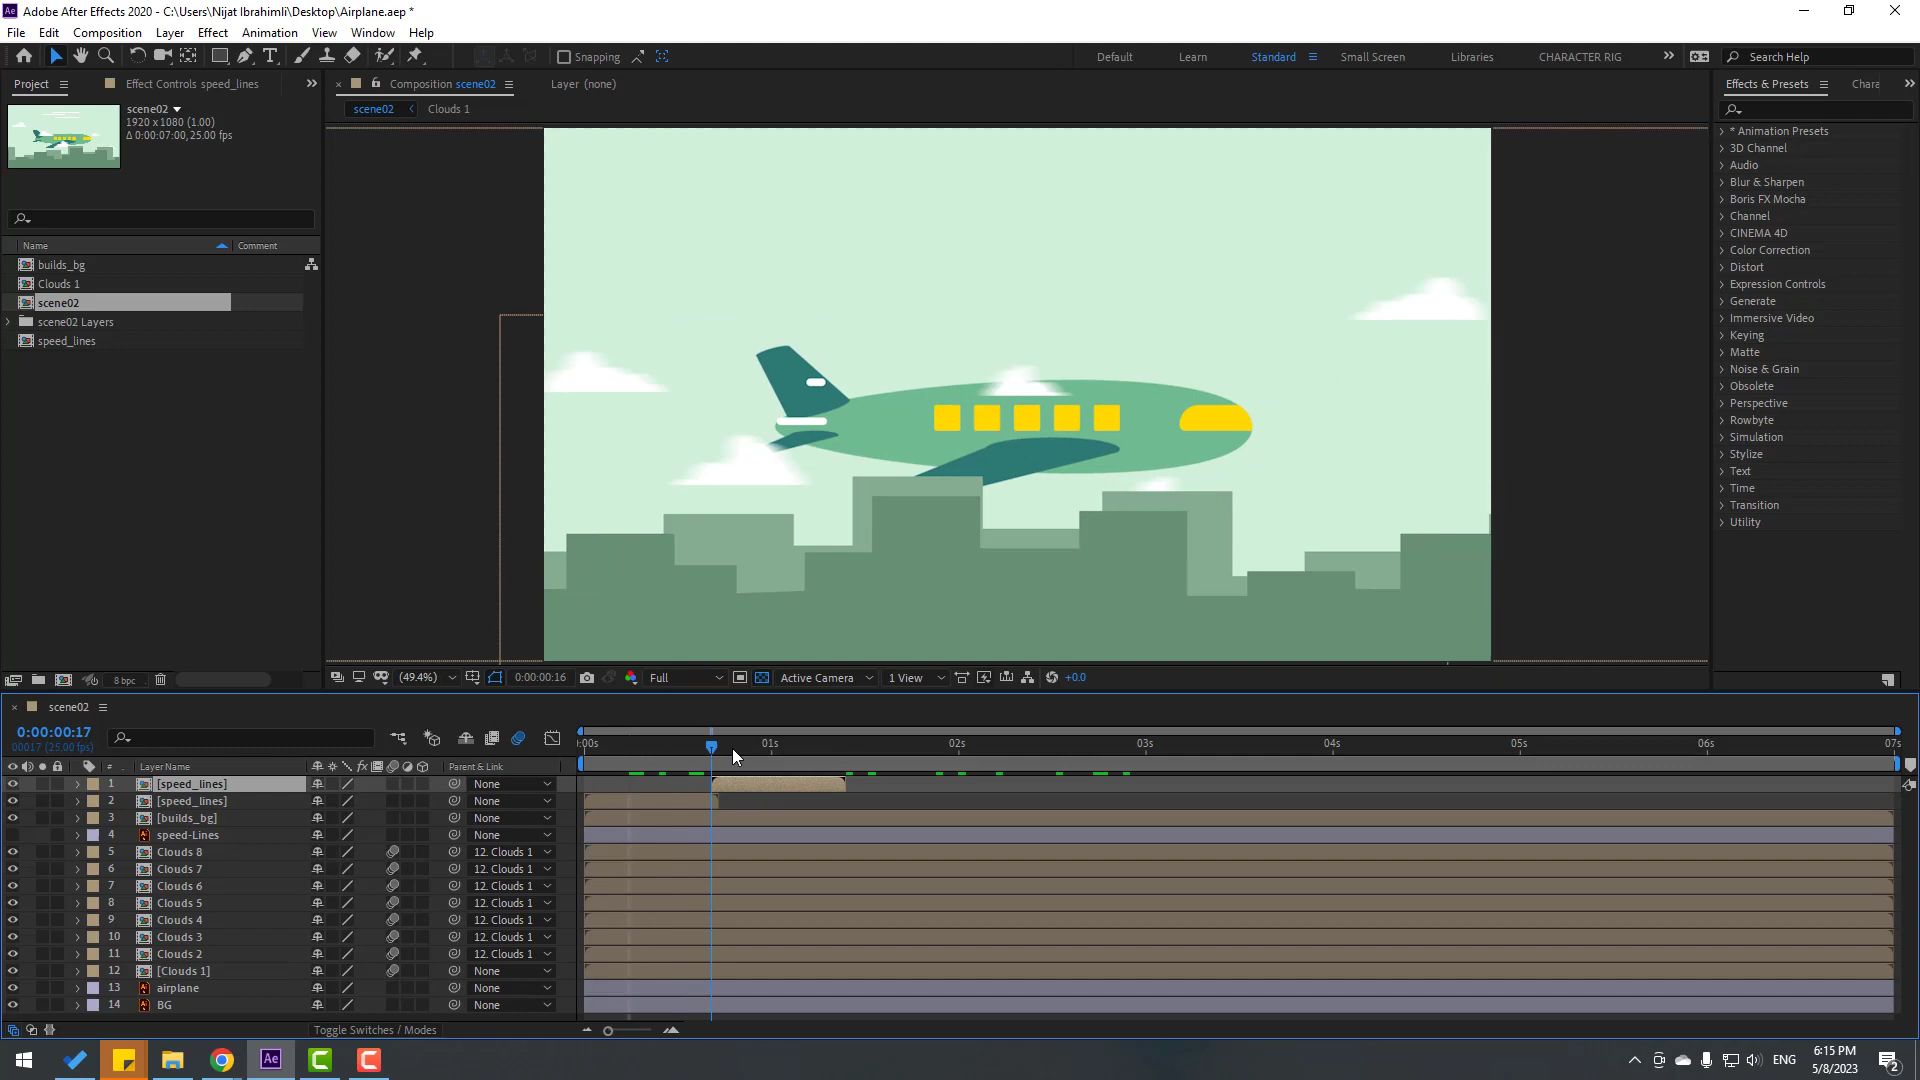 Adobe After Effects 2020 - C:\Users\Nijat Ibrahimli\Desktop\Airplane.aep *
File Edit Composition Layer Effect Animation View Window Help
Snapping Default Learn Standard Small Screen Libraries CHARACTER RIG Search Help
Project Effect Controls speed_lines Composition scene02 Layer (none) Effects & Presets Chara
scene02
1920 x 1080 (1.00)
Δ 0:00:07:00, 25.00 fps
scene02 Clouds 1
Name Comment
builds_bg
Clouds 1
scene02
scene02 Layers
speed_lines
* Animation Presets
3D Channel
Audio
Blur & Sharpen
Boris FX Mocha
Channel
CINEMA 4D
Color Correction
Distort
Expression Controls
Generate
Immersive Video
Keying
Matte
Noise & Grain
Obsolete
Perspective
Rowbyte
Simulation
Stylize
Text
Time
Transition
Utility
8 bpc (49.4%) 0:00:00:16 Full Active Camera 1 View +0.0
scene02
0:00:00:17
00017 (25.00 fps)
:00s 01s 02s 03s 04s 05s 06s 07s
# Layer Name fx Parent & Link
1 [speed_lines] None
2 [speed_lines] None
3 [builds_bg] None
4 speed-Lines None
5 Clouds 8 12. Clouds 1
6 Clouds 7 12. Clouds 1
7 Clouds 6 12. Clouds 1
8 Clouds 5 12. Clouds 1
9 Clouds 4 12. Clouds 1
10 Clouds 3 12. Clouds 1
11 Clouds 2 12. Clouds 1
12 [Clouds 1] None
13 airplane None
14 BG None
Toggle Switches / Modes
ENG 6:15 PM
5/8/2023 2